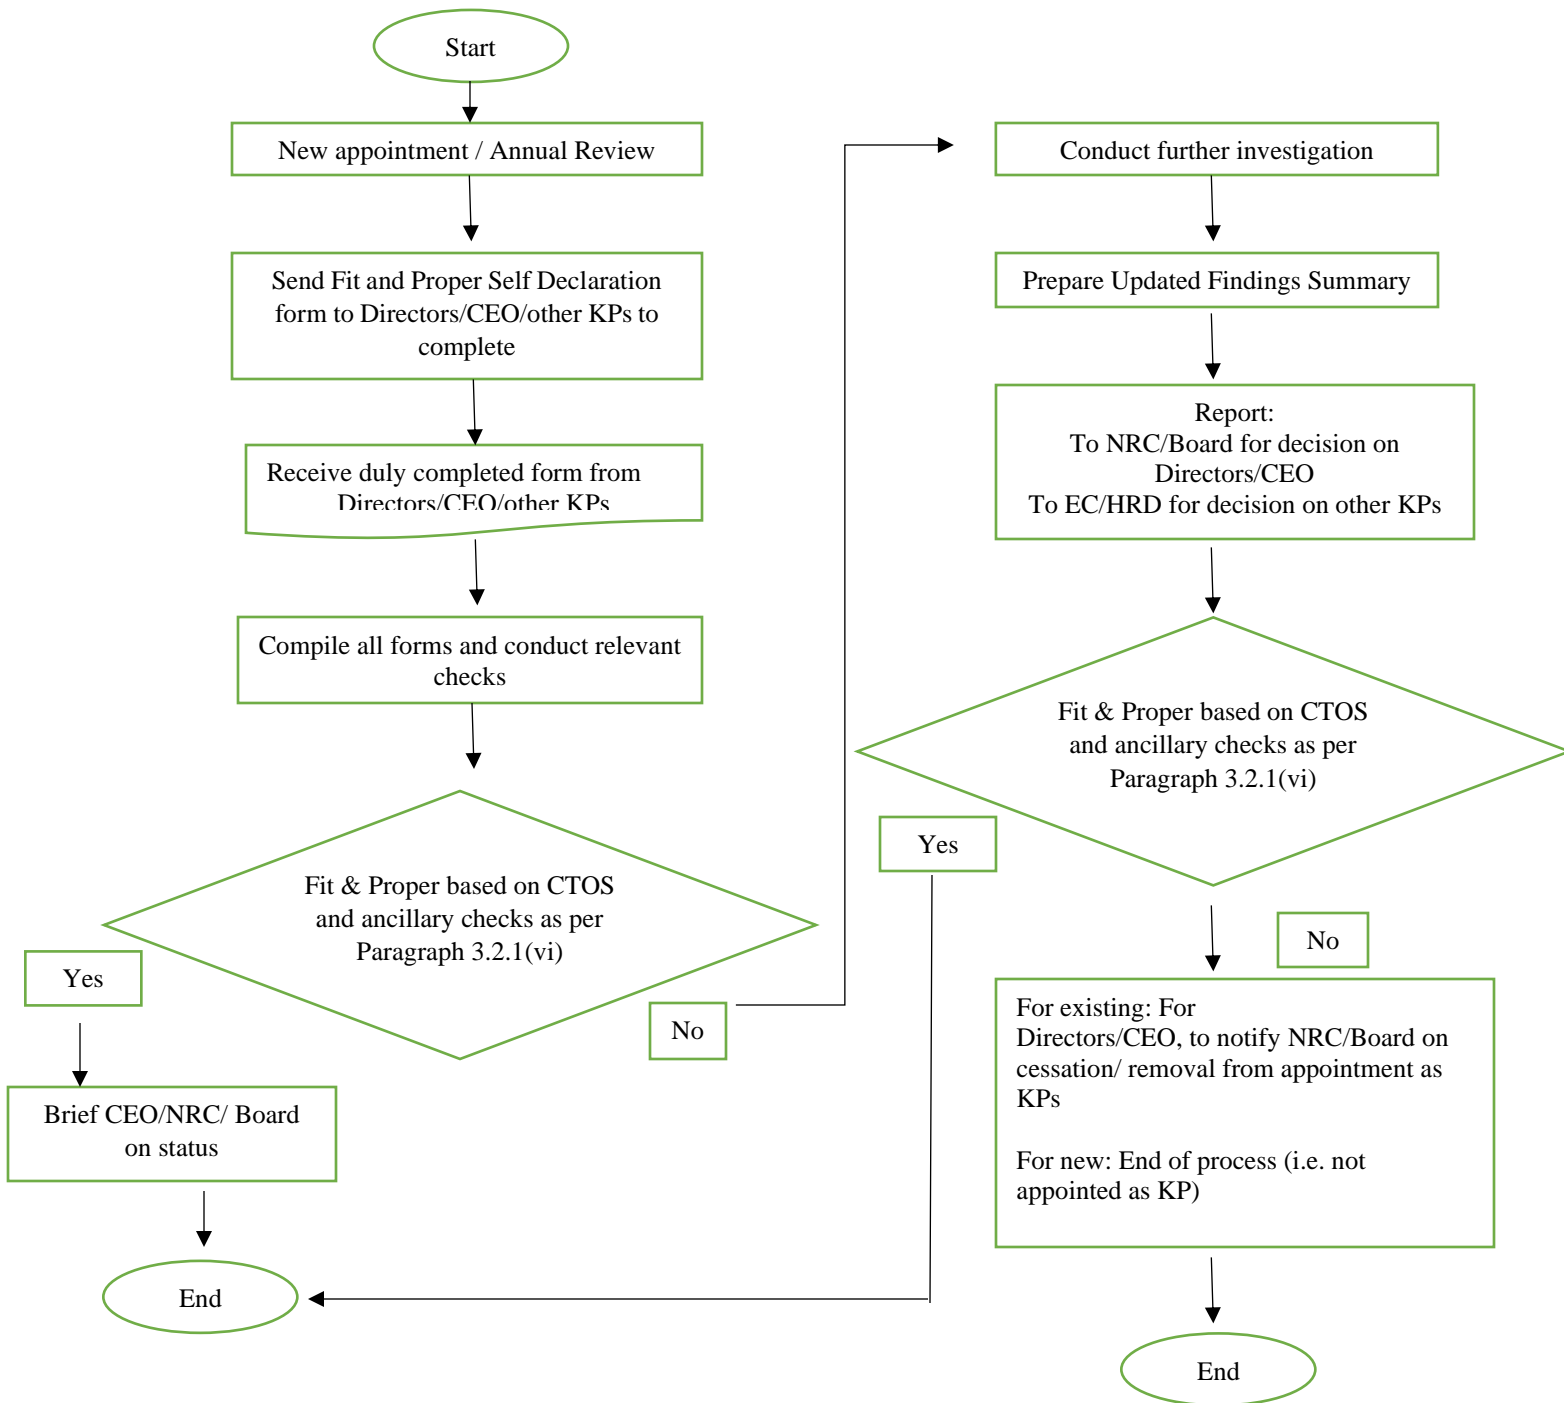 Start
New appointment / Annual Review
Send Fit and Proper Self Declaration
form to Directors/CEO/other KPs to
complete
Receive duly completed form from
Directors/CEO/other KPs
Compile all forms and conduct relevant
checks
Fit & Proper based on CTOS
and ancillary checks as per
Paragraph 3.2.1(vi)
Yes
No
Brief CEO/NRC/ Board
on status
End
Conduct further investigation
Prepare Updated Findings Summary
Report:
To NRC/Board for decision on
Directors/CEO
To EC/HRD for decision on other KPs
Fit & Proper based on CTOS
and ancillary checks as per
Paragraph 3.2.1(vi)
Yes
No
For existing: For
Directors/CEO, to notify NRC/Board on
cessation/ removal from appointment as
KPs
For new: End of process (i.e. not
appointed as KP)
End